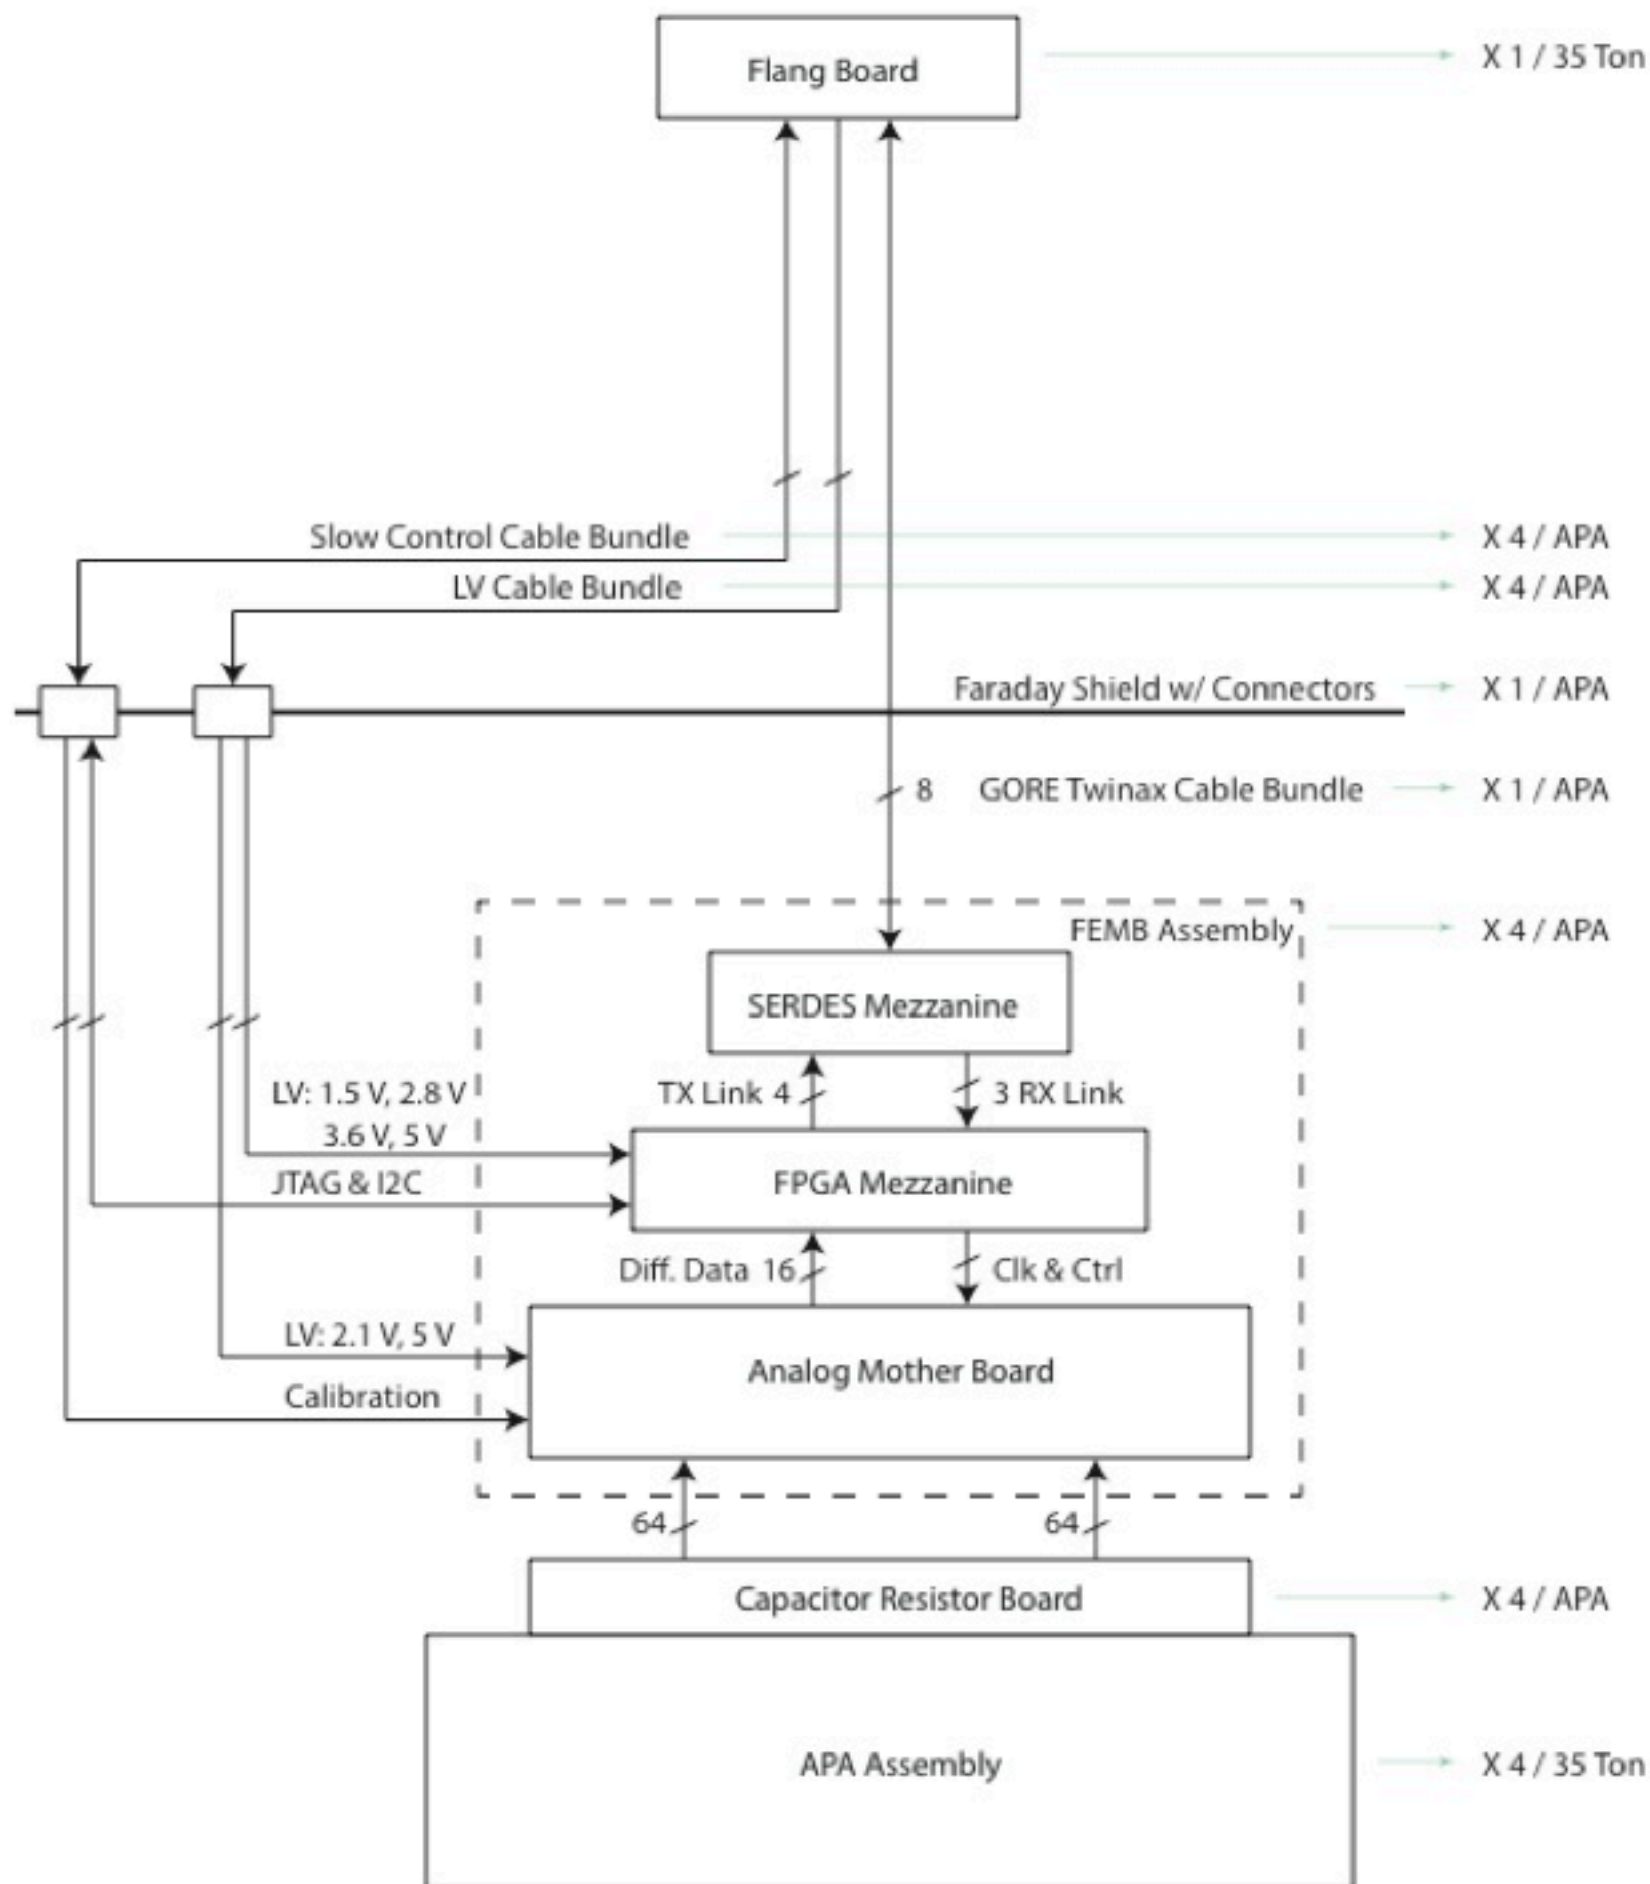 Flang Board
X 1 / 35 Ton
Slow Control Cable Bundle
X 4 / APA
LV Cable Bundle
X 4 / APA
Faraday Shield w/ Connectors
X 1 / APA
8
GORE Twinax Cable Bundle
X 1 / APA
FEMB Assembly
X 4 / APA
SERDES Mezzanine
LV: 1.5 V, 2.8 V
3.6 V, 5 V
TX Link 4
3 RX Link
FPGA Mezzanine
JTAG & I2C
Diff. Data 16
Clk & Ctrl
LV: 2.1 V, 5 V
Analog Mother Board
Calibration
64
64
Capacitor Resistor Board
X 4 / APA
APA Assembly
X 4 / 35 Ton